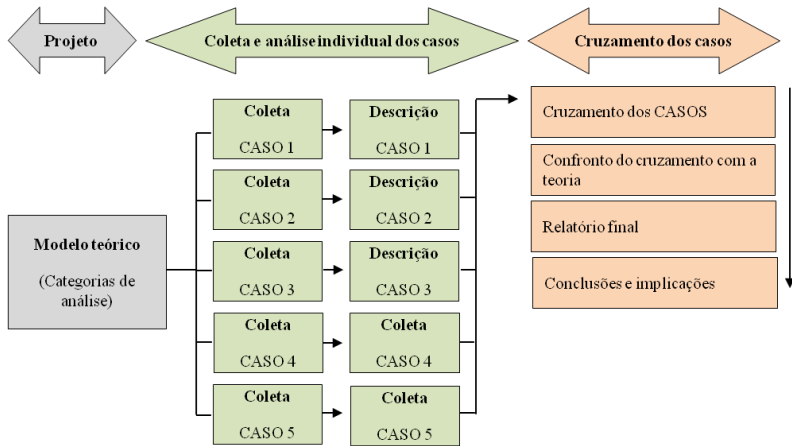 Projeto
Coleta e análise individual dos casos
Cruzamento dos casos
Modelo teórico
(Categorias de
análise)
Coleta
CASO 1
Descrição
CASO 1
Coleta
CASO 2
Descrição
CASO 2
Coleta
CASO 3
Descrição
CASO 3
Coleta
CASO 4
Coleta
CASO 4
Coleta
CASO 5
Coleta
CASO 5
Cruzamento dos CASOS
Confronto do cruzamento com a
teoria
Relatório final
Conclusões e implicações